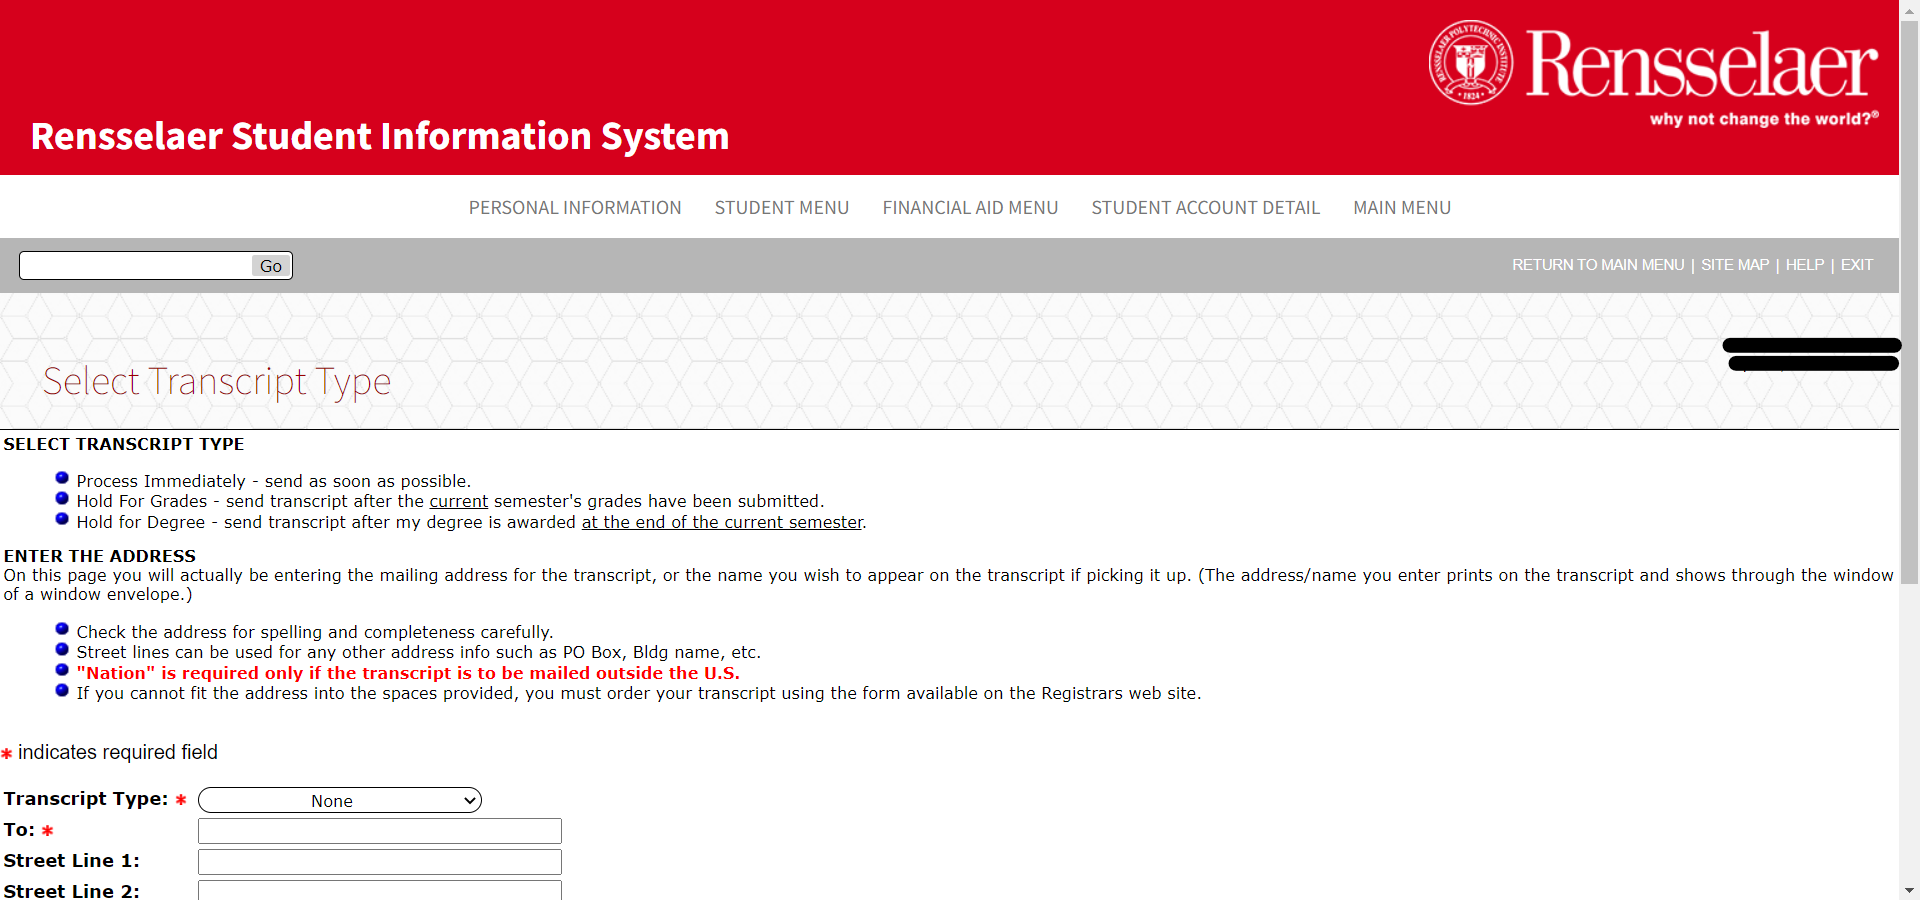 RENSSELAER POLYTECHNIC INSTITUTE
1824
Rensselaer
why not change the world?®
Rensselaer Student Information System
PERSONAL INFORMATION STUDENT MENU FINANCIAL AID MENU STUDENT ACCOUNT DETAIL MAIN MENU
Go RETURN TO MAIN MENU | SITE MAP | HELP | EXIT
Select Transcript Type
SELECT TRANSCRIPT TYPE
Process Immediately - send as soon as possible.
Hold For Grades - send transcript after the current semester's grades have been submitted.
Hold for Degree - send transcript after my degree is awarded at the end of the current semester.
ENTER THE ADDRESS
On this page you will actually be entering the mailing address for the transcript, or the name you wish to appear on the transcript if picking it up. (The address/name you enter prints on the transcript and shows through the window
of a window envelope.)
Check the address for spelling and completeness carefully.
Street lines can be used for any other address info such as PO Box, Bldg name, etc.
"Nation" is required only if the transcript is to be mailed outside the U.S.
If you cannot fit the address into the spaces provided, you must order your transcript using the form available on the Registrars web site.
* indicates required field
Transcript Type: * None
To: *
Street Line 1:
Street Line 2: